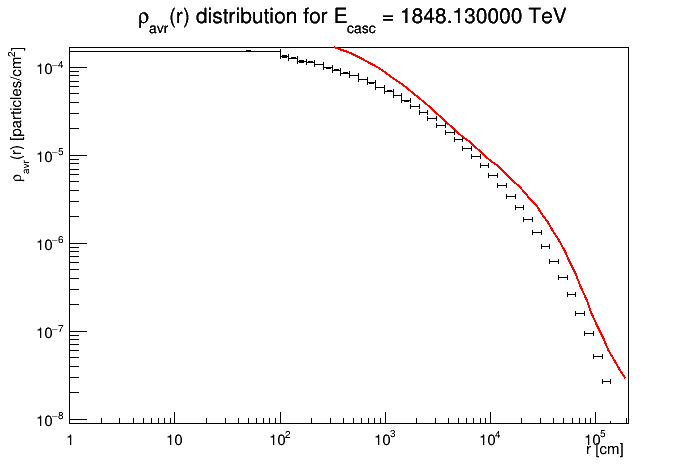 ρavr(r) distribution for Ecasc = 1848.130000 TeV
ρavr(r) [particles/cm²]
10⁻⁴
10⁻⁵
10⁻⁶
10⁻⁷
10⁻⁸
1 10 10² 10³ 10⁴ 10⁵
r [cm]